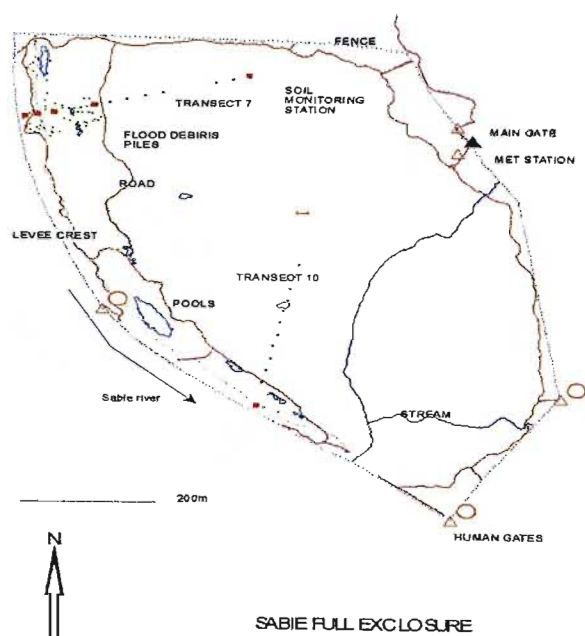 FENCE
TRANSECT 7
SOIL
MONITORING
STATION
MAIN GATE
FLOOD DEBIRIS
PILES
MET STATION
ROAD
LEVEE CREST
TRANSECT 10
POOLS
Sabie river
STREAM
200m
HUMAN GATES
N
SABIE FULL EXCLOSURE